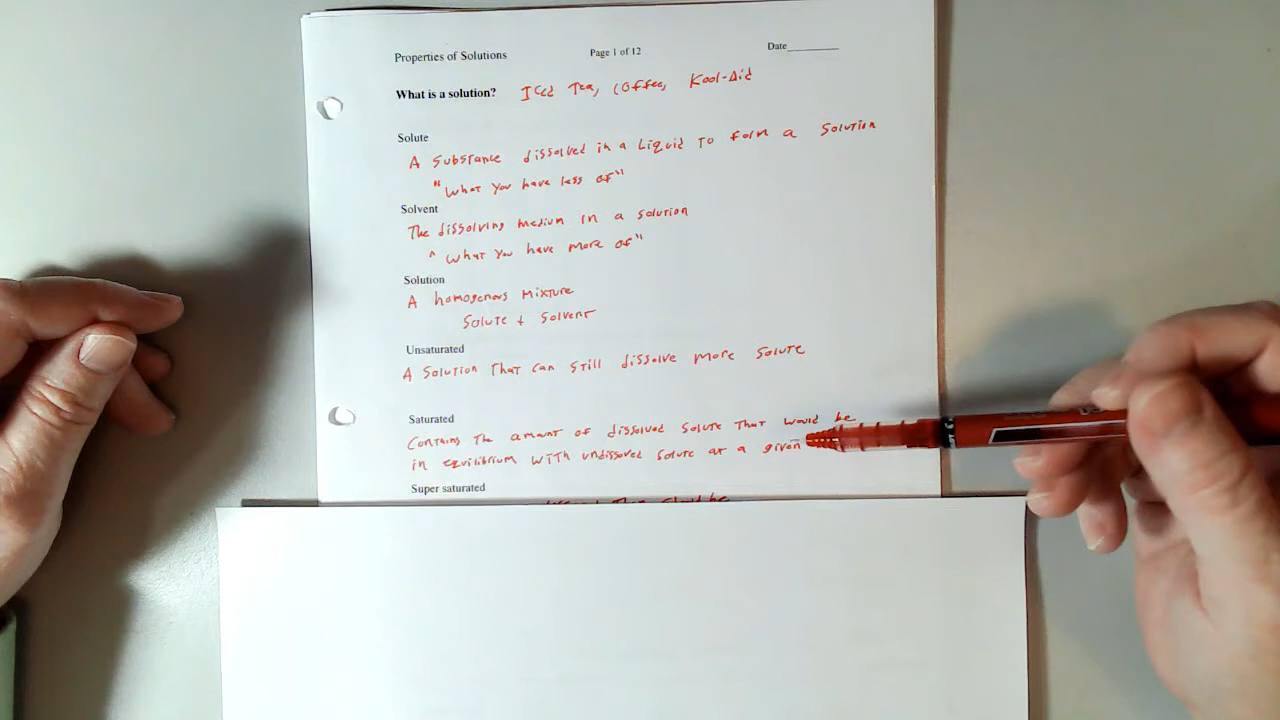 Properties of Solutions Page 1 of 12 Date________
What is a solution? Iced Tea, Coffee, Kool-Aid
Solute
A Substance dissolved in a Liquid To form a Solution
"What You have less of"
Solvent
The dissolving medium in a solution
" What You have more of"
Solution
A homogenous mixture
Solute + Solvent
Unsaturated
A Solution That can still dissolve more Solute
Saturated
Contains The amount of dissolved Solute That would be
in equilibrium with undissoved Solute at a given
Super saturated